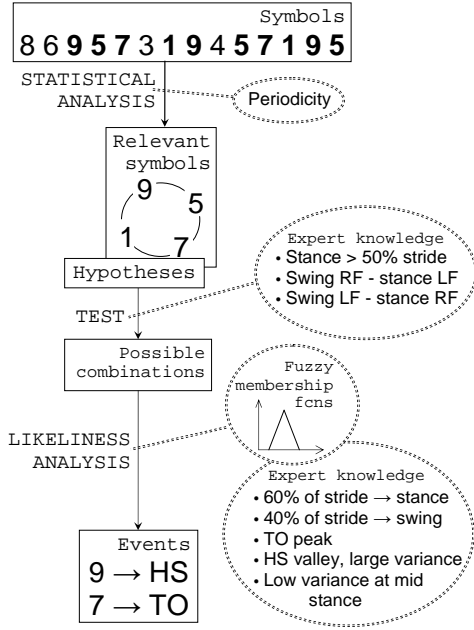 Symbols
8 6 9 5 7 3 1 9 4 5 7 1 9 5
STATISTICAL
ANALYSIS
Periodicity
Relevant
symbols
9
5
1
7
Hypotheses
Expert knowledge
• Stance > 50% stride
• Swing RF - stance LF
• Swing LF - stance RF
TEST
Possible
combinations
Fuzzy
membership
fcns
LIKELINESS
ANALYSIS
Expert knowledge
• 60% of stride → stance
• 40% of stride → swing
• TO peak
• HS valley, large variance
• Low variance at mid
stance
Events
9 → HS
7 → TO